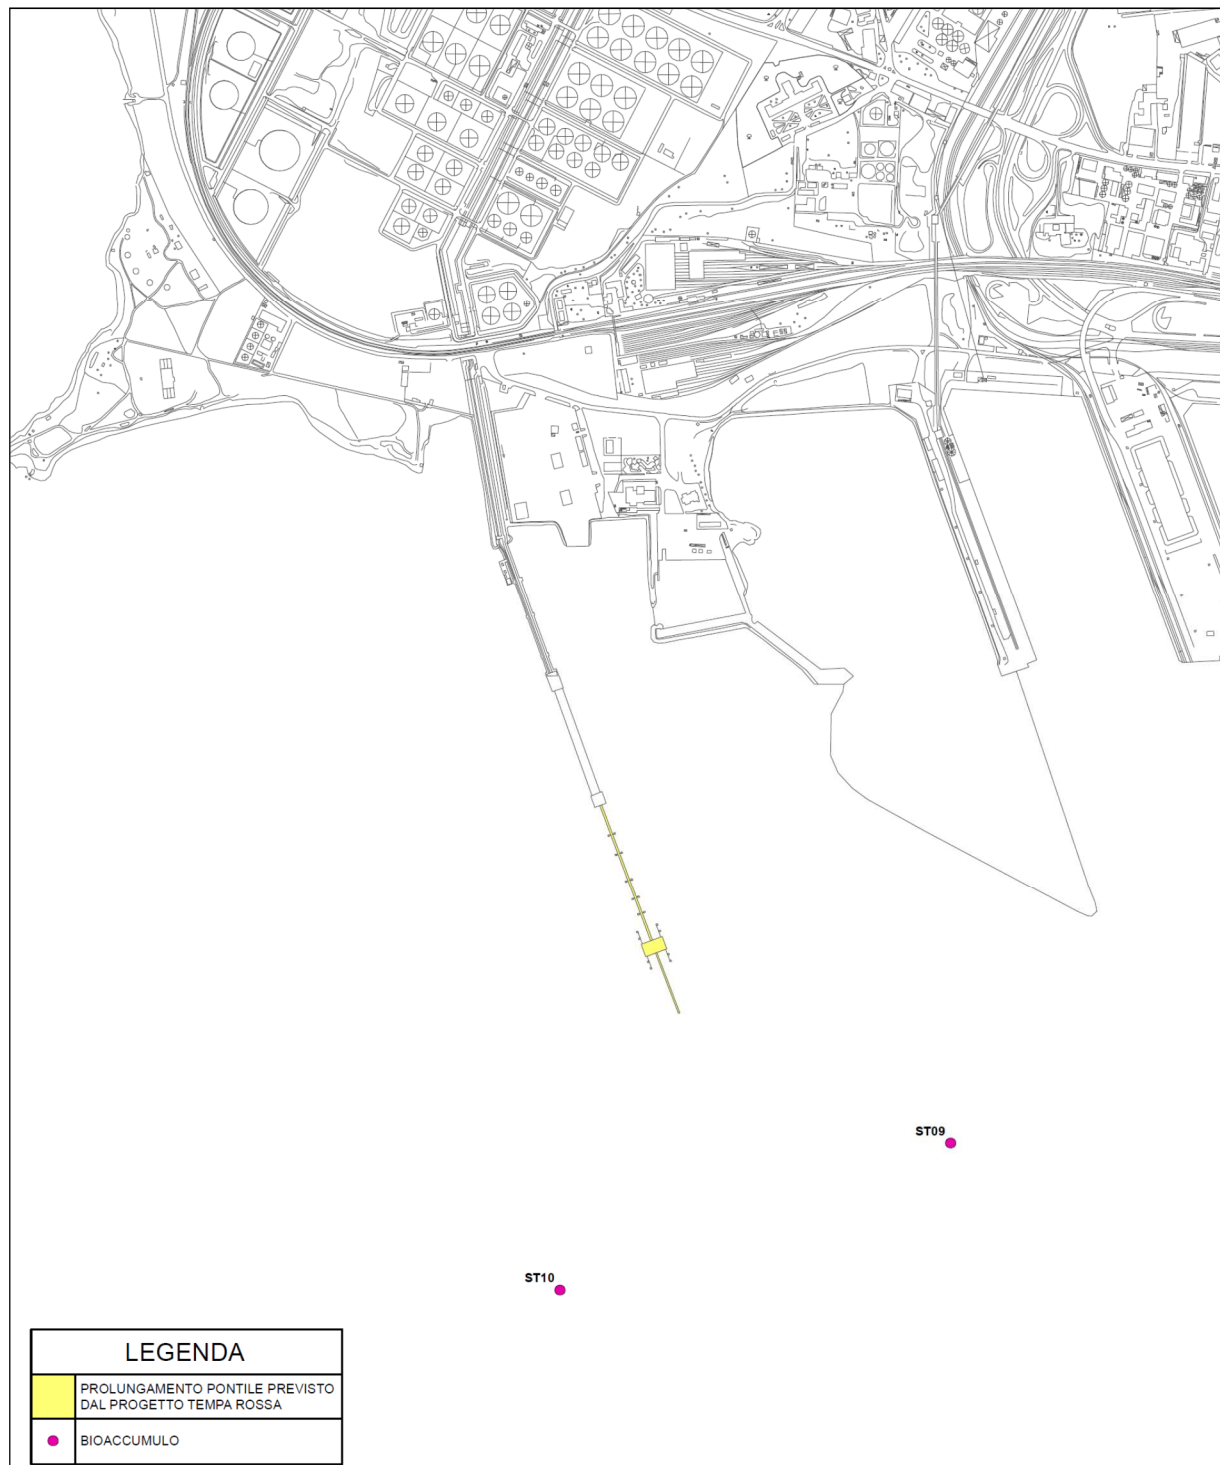 ST09
ST10
LEGENDA
PROLUNGAMENTO PONTILE PREVISTO
DAL PROGETTO TEMPA ROSSA
BIOACCUMULO